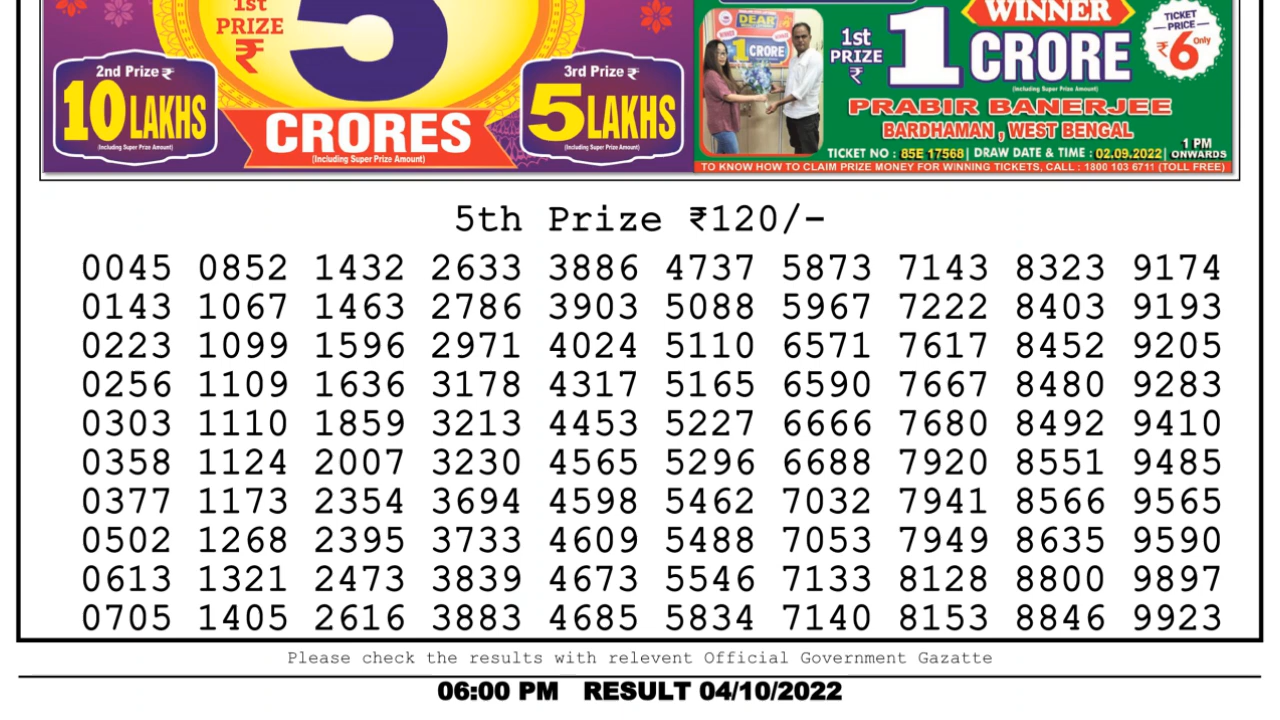 1st
PRIZE
₹
5
CRORES
(Including Super Prize Amount)
2nd Prize ₹
10 LAKHS
(Including Super Prize Amount)
3rd Prize ₹
5 LAKHS
(Including Super Prize Amount)
DEAR
1 CRORE
1st
PRIZE
₹
1
WINNER
CRORE
(Including Super Prize Amount)
TICKET
PRICE
₹6 Only
PRABIR BANERJEE
BARDHAMAN , WEST BENGAL
TICKET NO : 85E 17568 | DRAW DATE & TIME : 02.09.2022 | 1 PM ONWARDS
TO KNOW HOW TO CLAIM PRIZE MONEY FOR WINNING TICKETS, CALL : 1800 103 6711 (TOLL FREE)
5th Prize ₹120/-
0045 0852 1432 2633 3886 4737 5873 7143 8323 9174
0143 1067 1463 2786 3903 5088 5967 7222 8403 9193
0223 1099 1596 2971 4024 5110 6571 7617 8452 9205
0256 1109 1636 3178 4317 5165 6590 7667 8480 9283
0303 1110 1859 3213 4453 5227 6666 7680 8492 9410
0358 1124 2007 3230 4565 5296 6688 7920 8551 9485
0377 1173 2354 3694 4598 5462 7032 7941 8566 9565
0502 1268 2395 3733 4609 5488 7053 7949 8635 9590
0613 1321 2473 3839 4673 5546 7133 8128 8800 9897
0705 1405 2616 3883 4685 5834 7140 8153 8846 9923
Please check the results with relevent Official Government Gazatte
06:00 PM RESULT 04/10/2022